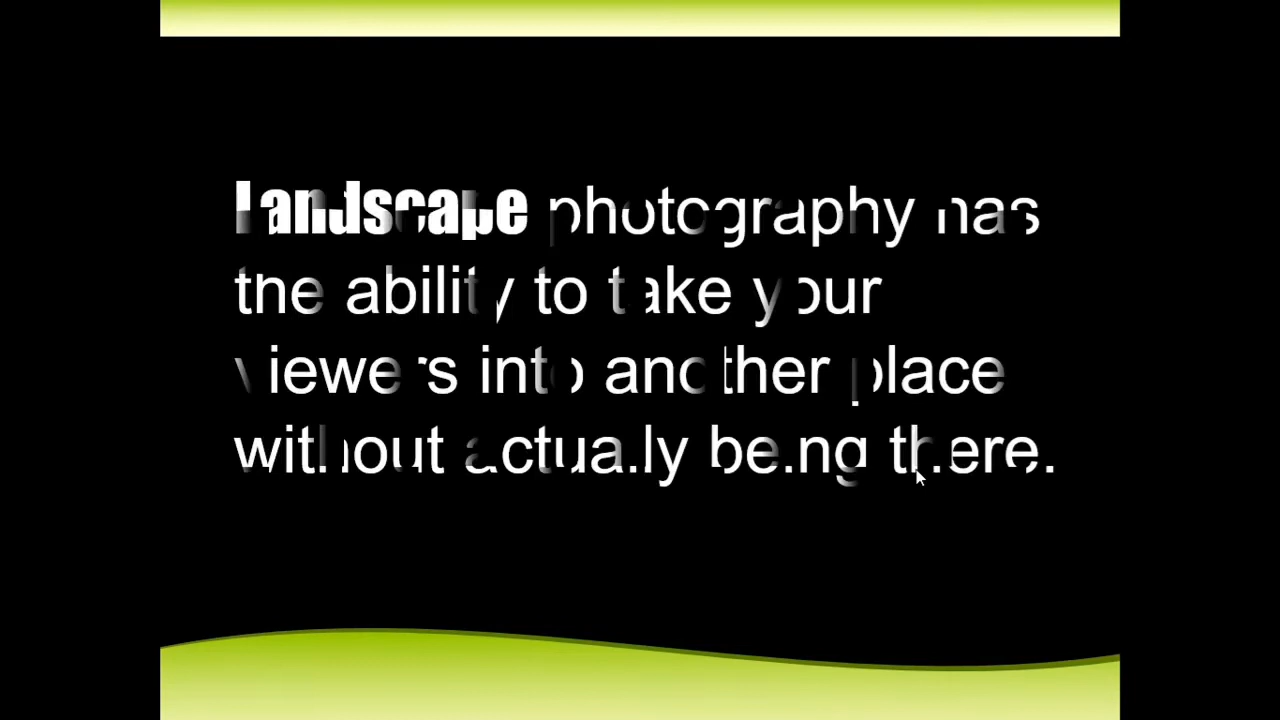 Landscape photography has
the ability to take your
viewers into another place
without actually being there.